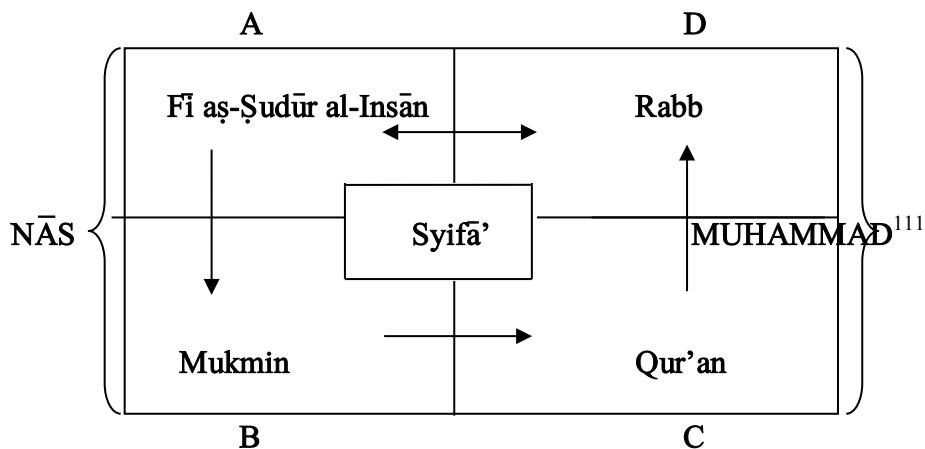 A D
Fī aṣ-Ṣudūr al-Insān Rabb
NĀS Syifā’ MUHAMMAD111
Mukmin Qur’an
B C